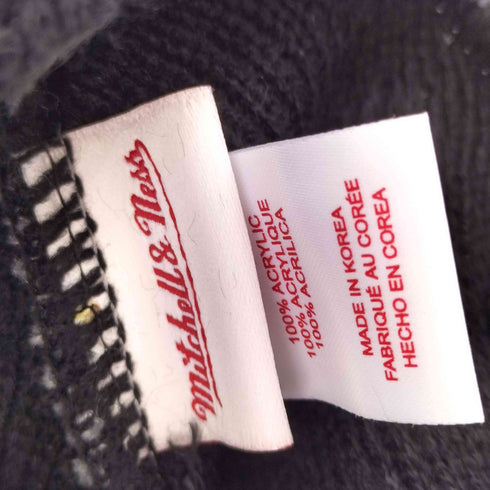 Mitchell & Ness
100% ACRYLIC
100% ACRYLIQUE
100% ACRILICA
MADE IN KOREA
FABRIQUÉ AU CORÉE
HECHO EN COREA